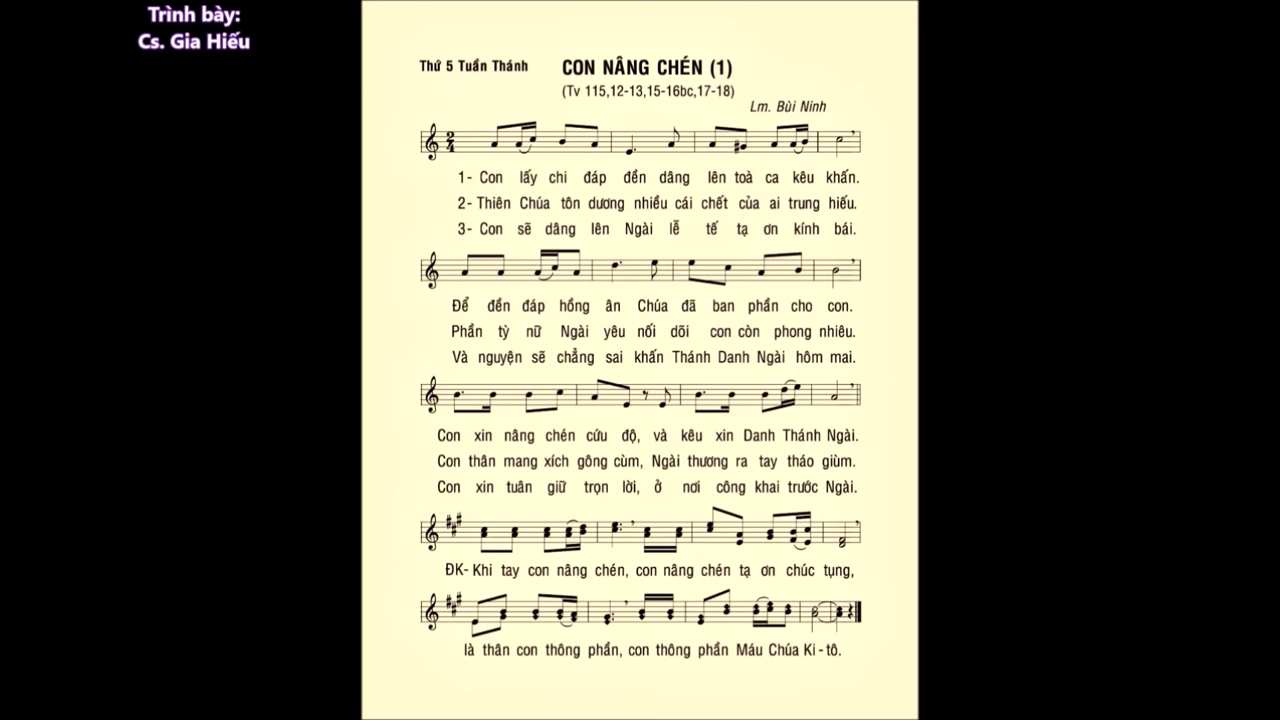 Trình bày:
Cs. Gia Hiếu
Thứ 5 Tuần Thánh
CON NÂNG CHÉN (1)
(Tv 115,12-13,15-16bc,17-18)
Lm. Bùi Ninh
1- Con lấy chi đáp đền dâng lên toà ca kêu khấn.
2- Thiên Chúa tôn dương nhiều cái chết của ai trung hiếu.
3- Con sẽ dâng lên Ngài lễ tế tạ ơn kính bái.
Để đền đáp hồng ân Chúa đã ban phần cho con.
Phần tỳ nữ Ngài yêu nối dõi con còn phong nhiêu.
Và nguyện sẽ chẳng sai khấn Thánh Danh Ngài hôm mai.
Con xin nâng chén cứu độ, và kêu xin Danh Thánh Ngài.
Con thân mang xích gông cùm, Ngài thương ra tay tháo giùm.
Con xin tuân giữ trọn lời, ở nơi công khai trước Ngài.
ĐK- Khi tay con nâng chén, con nâng chén tạ ơn chúc tụng,
là thân con thông phần, con thông phần Máu Chúa Ki - tô.